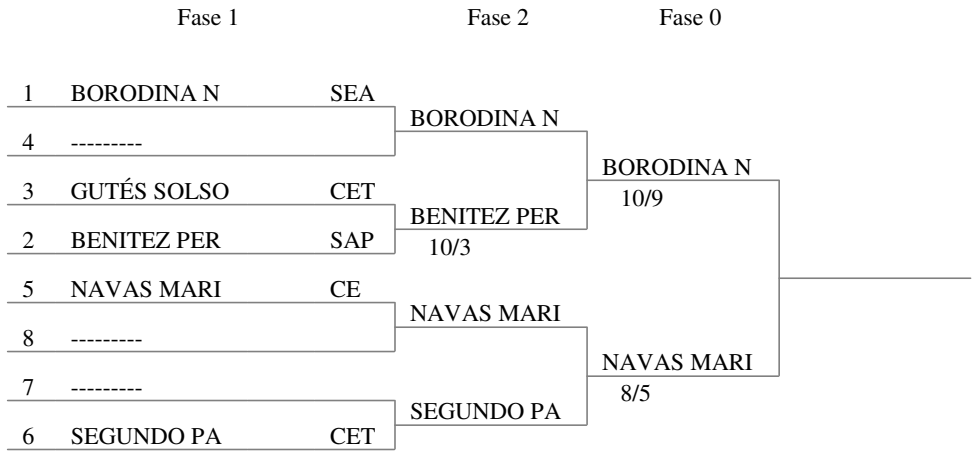 Fase 1 Fase 2 Fase 0
1 BORODINA N SEA
BORODINA N
4 ---------
BORODINA N
10/9
3 GUTÉS SOLSO CET
BENITEZ PER
10/3
2 BENITEZ PER SAP
5 NAVAS MARI CE
NAVAS MARI
8 ---------
NAVAS MARI
8/5
7 ---------
SEGUNDO PA
6 SEGUNDO PA CET